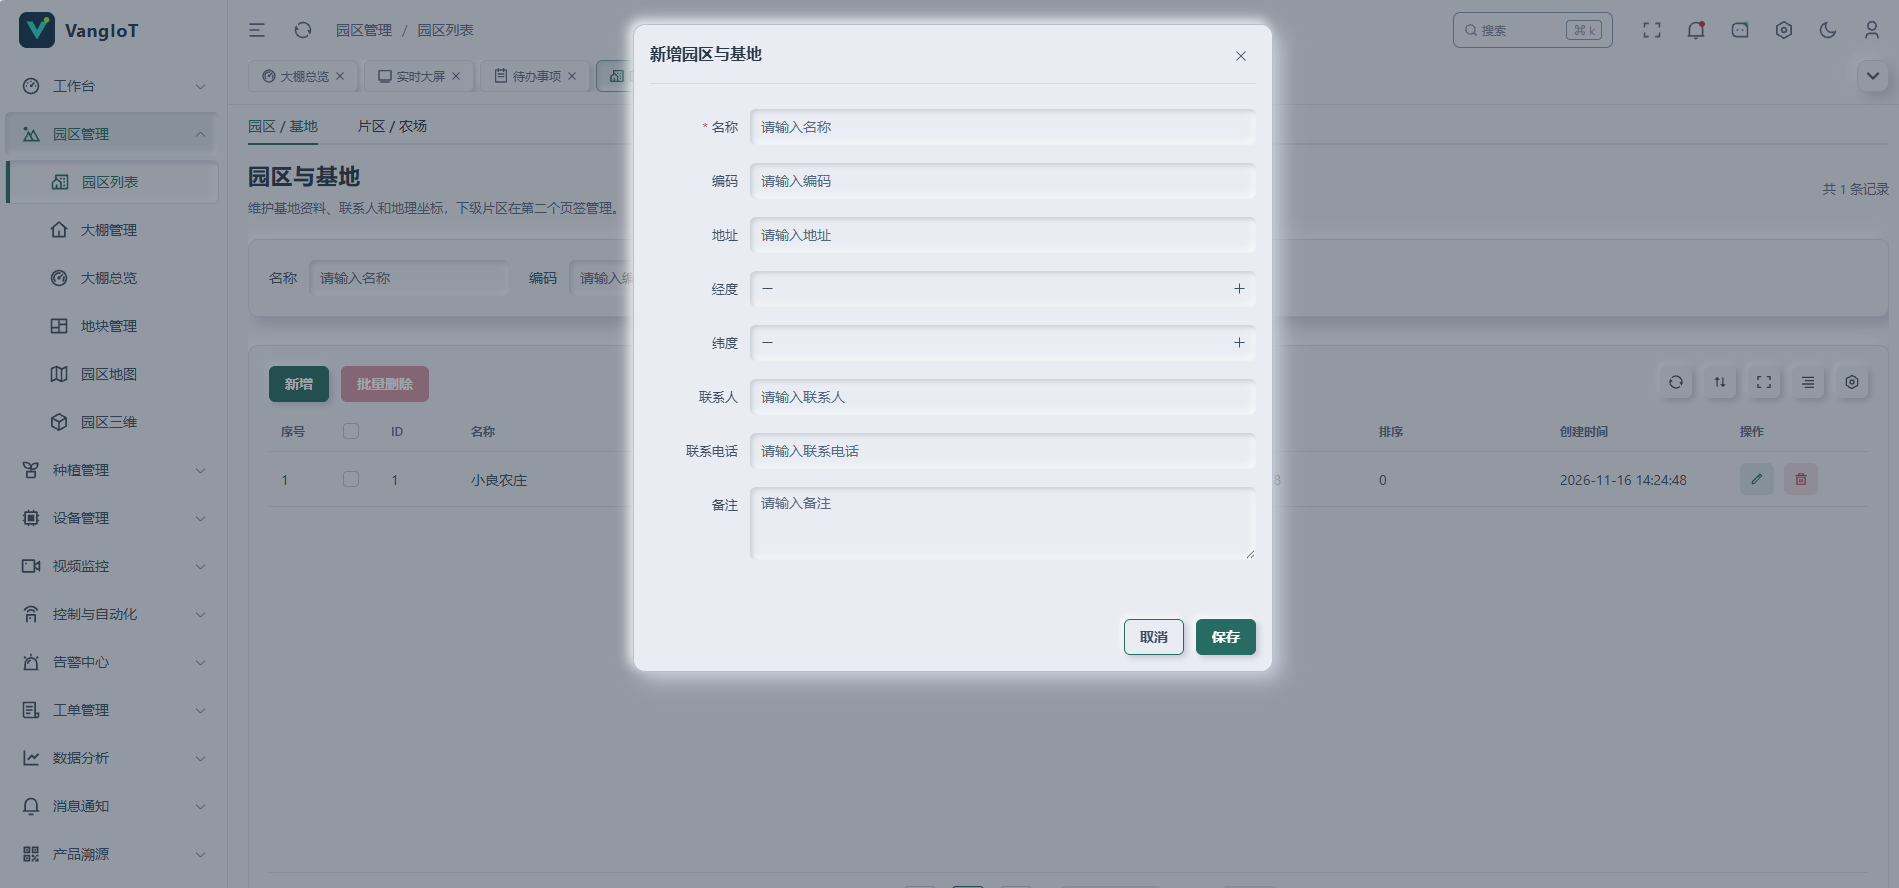 VangIoT
园区管理 / 园区列表
搜索
⌘ k
大棚总览
实时大屏
待办事项
工作台
园区管理
园区列表
大棚管理
大棚总览
地块管理
园区地图
园区三维
种植管理
设备管理
视频监控
控制与自动化
告警中心
工单管理
数据分析
消息通知
产品溯源
园区 / 基地
片区 / 农场
园区与基地
维护基地资料、联系人和地理坐标，下级片区在第二个页签管理。
共 1 条记录
名称 请输入名称
编码
新增
批量删除
序号 ID 名称 排序 创建时间 操作
1 1 小良农庄 8 0 2026-11-16 14:24:48
新增园区与基地
* 名称 请输入名称
编码 请输入编码
地址 请输入地址
经度
纬度
联系人 请输入联系人
联系电话 请输入联系电话
备注 请输入备注
取消
保存